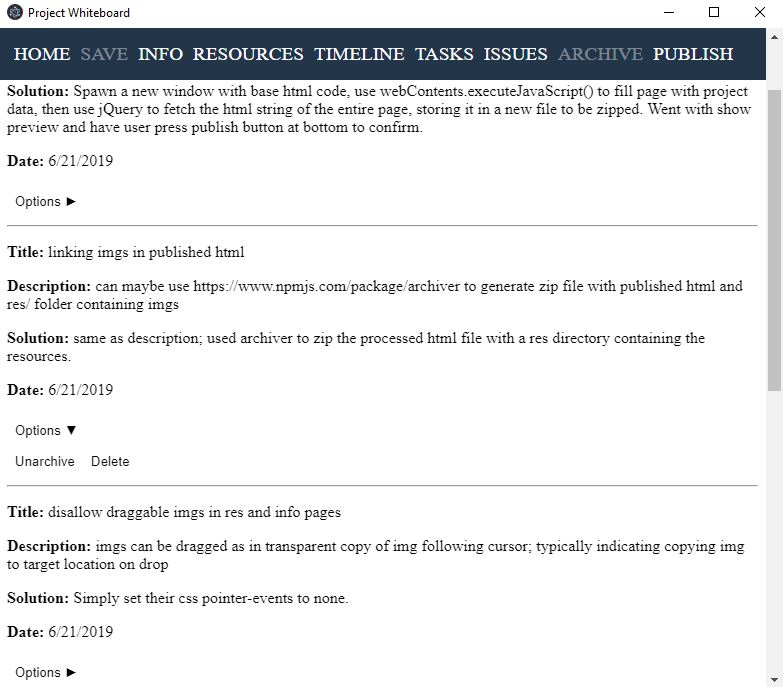 Project Whiteboard
HOME SAVE INFO RESOURCES TIMELINE TASKS ISSUES ARCHIVE PUBLISH
Solution: Spawn a new window with base html code, use webContents.executeJavaScript() to fill page with project
data, then use jQuery to fetch the html string of the entire page, storing it in a new file to be zipped. Went with show
preview and have user press publish button at bottom to confirm.
Date: 6/21/2019
Options ►
Title: linking imgs in published html
Description: can maybe use https://www.npmjs.com/package/archiver to generate zip file with published html and
res/ folder containing imgs
Solution: same as description; used archiver to zip the processed html file with a res directory containing the
resources.
Date: 6/21/2019
Options ▼
Unarchive Delete
Title: disallow draggable imgs in res and info pages
Description: imgs can be dragged as in transparent copy of img following cursor; typically indicating copying img
to target location on drop
Solution: Simply set their css pointer-events to none.
Date: 6/21/2019
Options ►